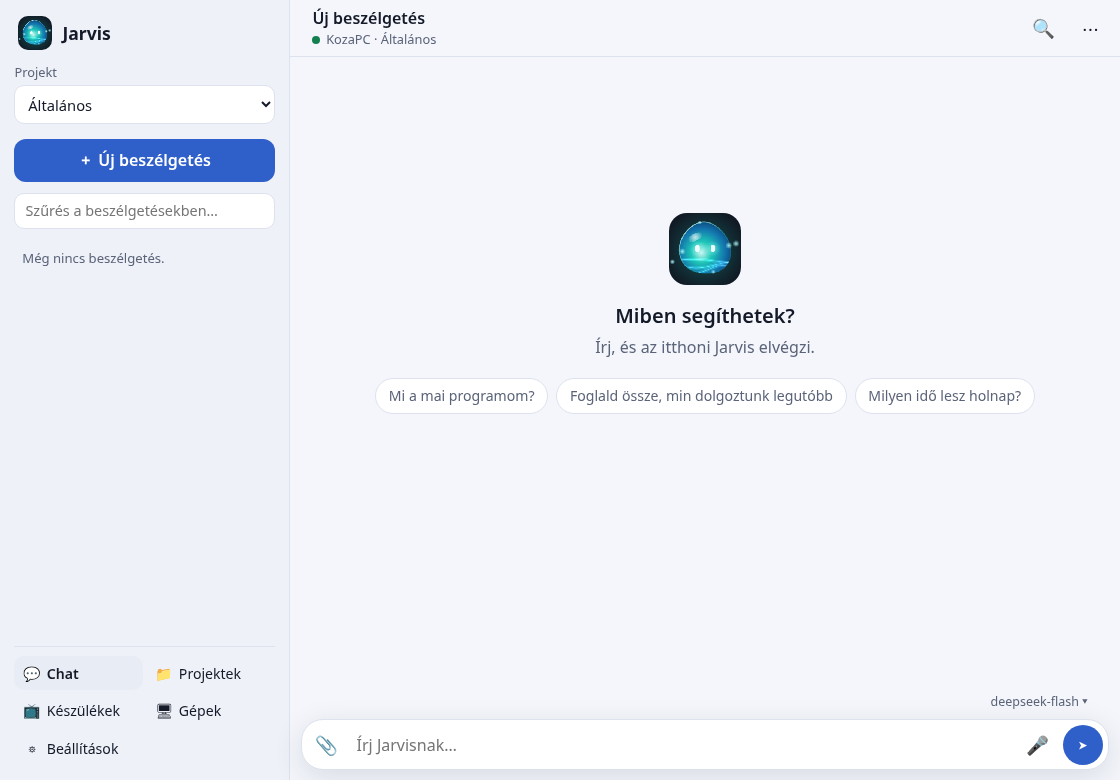 Jarvis
Projekt
Általános
+ Új beszélgetés
Szűrés a beszélgetésekben...
Még nincs beszélgetés.
Chat
Projektek
Készülékek
Gépek
Beállítások
Új beszélgetés
KozaPC · Általános
Miben segíthetek?
Írj, és az itthoni Jarvis elvégzi.
Mi a mai programom?
Foglald össze, min dolgoztunk legutóbb
Milyen idő lesz holnap?
deepseek-flash ▾
Írj Jarvisnak...